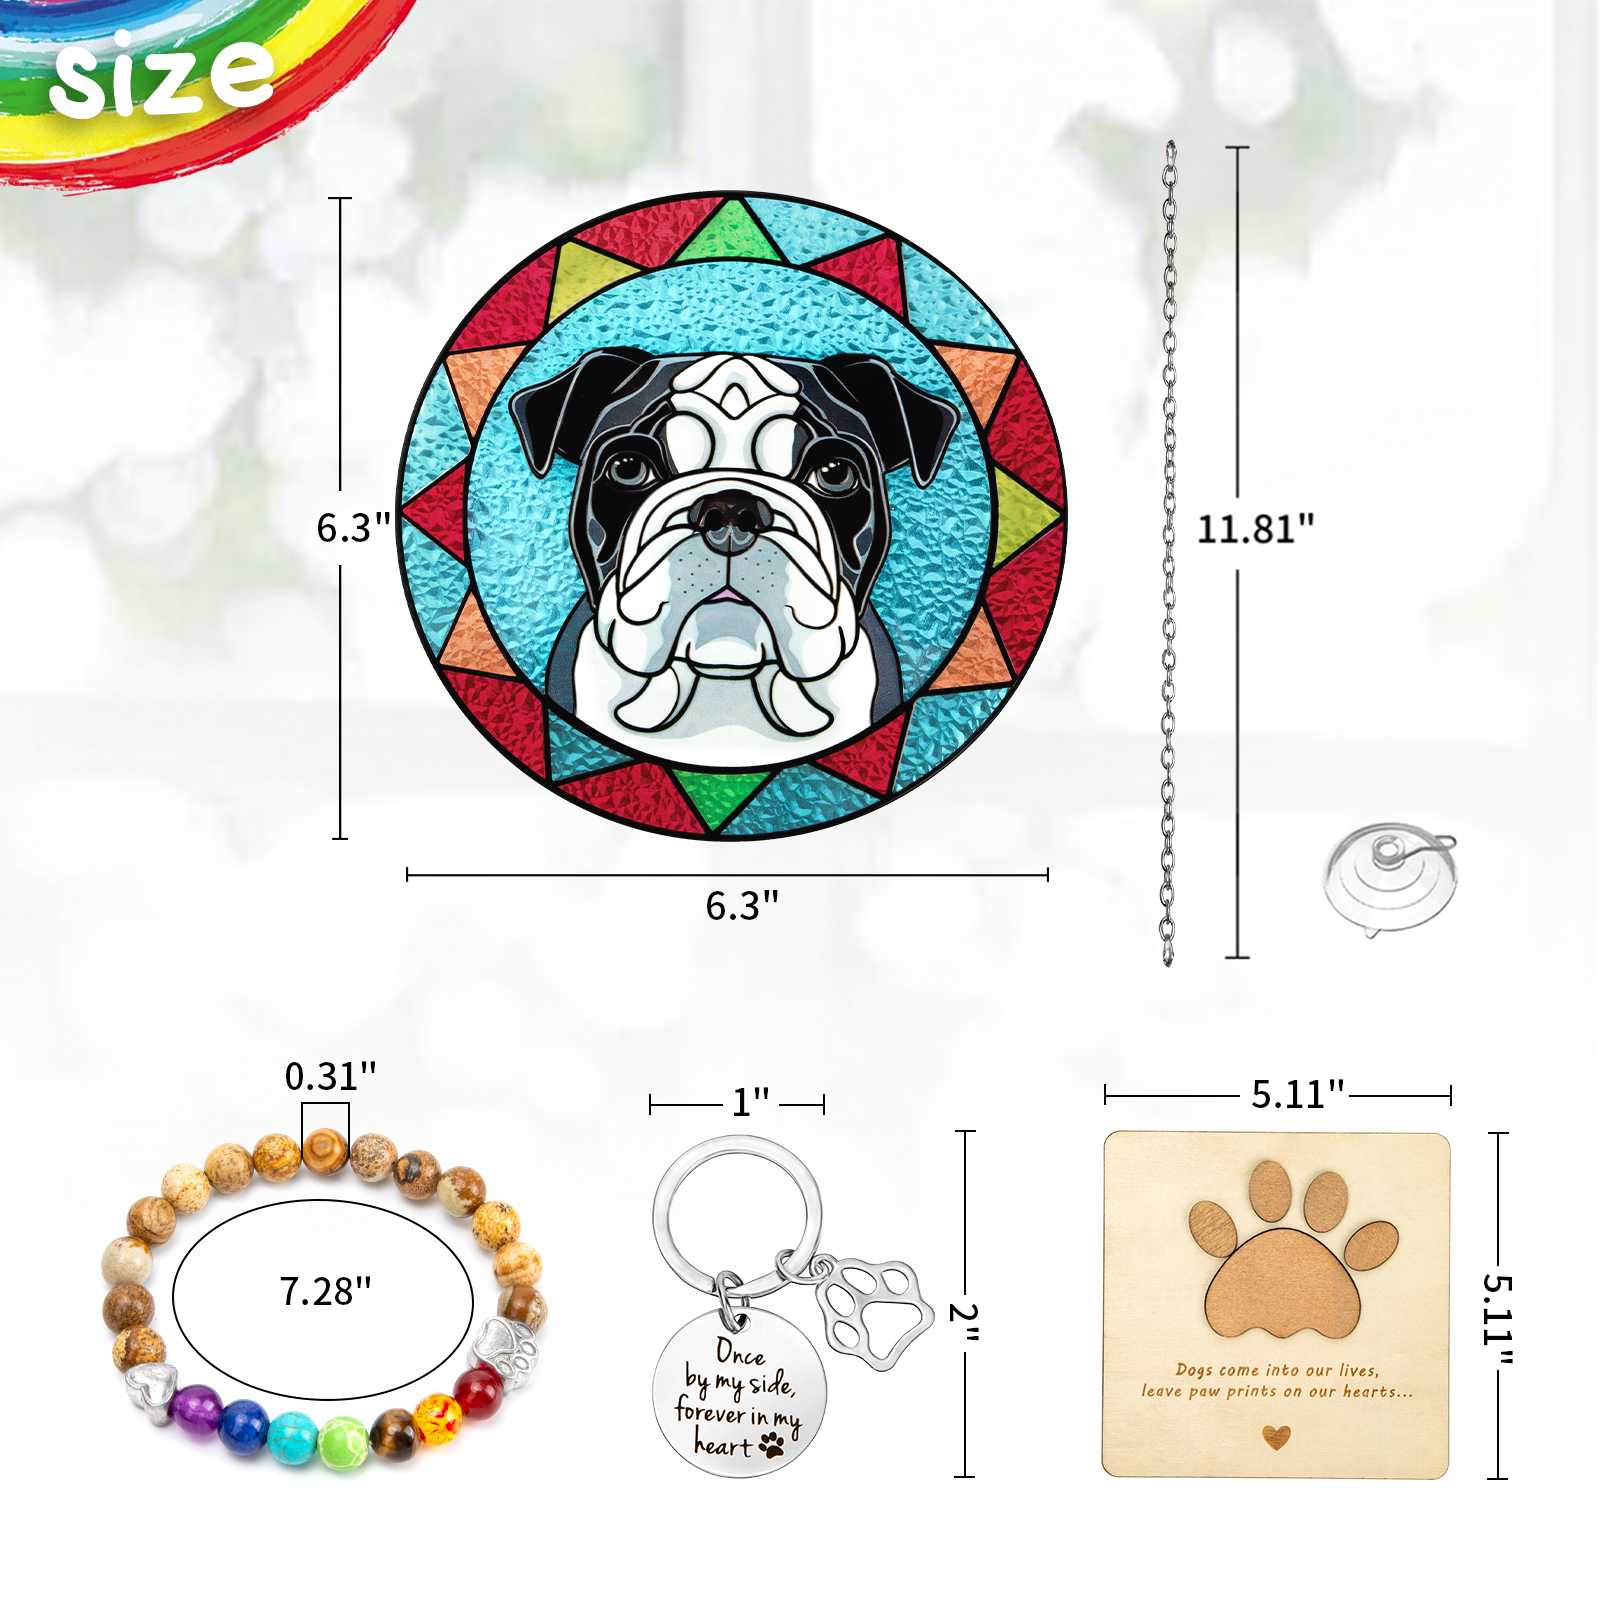 size
6.3"
11.81"
6.3"
0.31"
7.28"
1"
2"
Once
by my side,
forever in my
heart
5.11"
5.11"
Dogs come into our lives,
leave paw prints on our hearts...